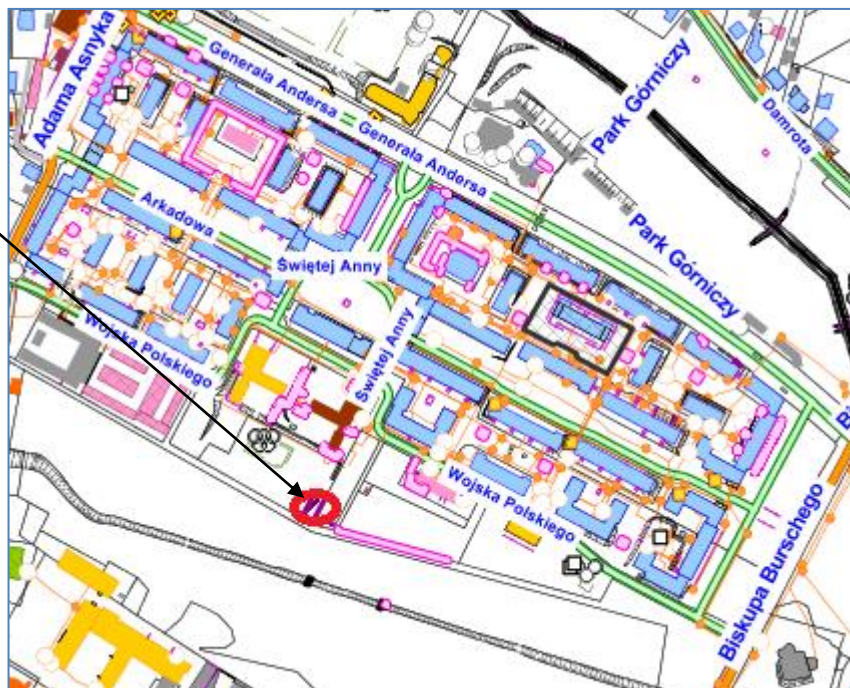 Adama Asnyka
Generała Andersa
Generała Andersa
Park Górniczy
Damrota
Arkadowa
Świętej Anny
Park Górniczy
Wojska Polskiego
Świętej Anny
Wojska Polskiego
Biskupa Burschego